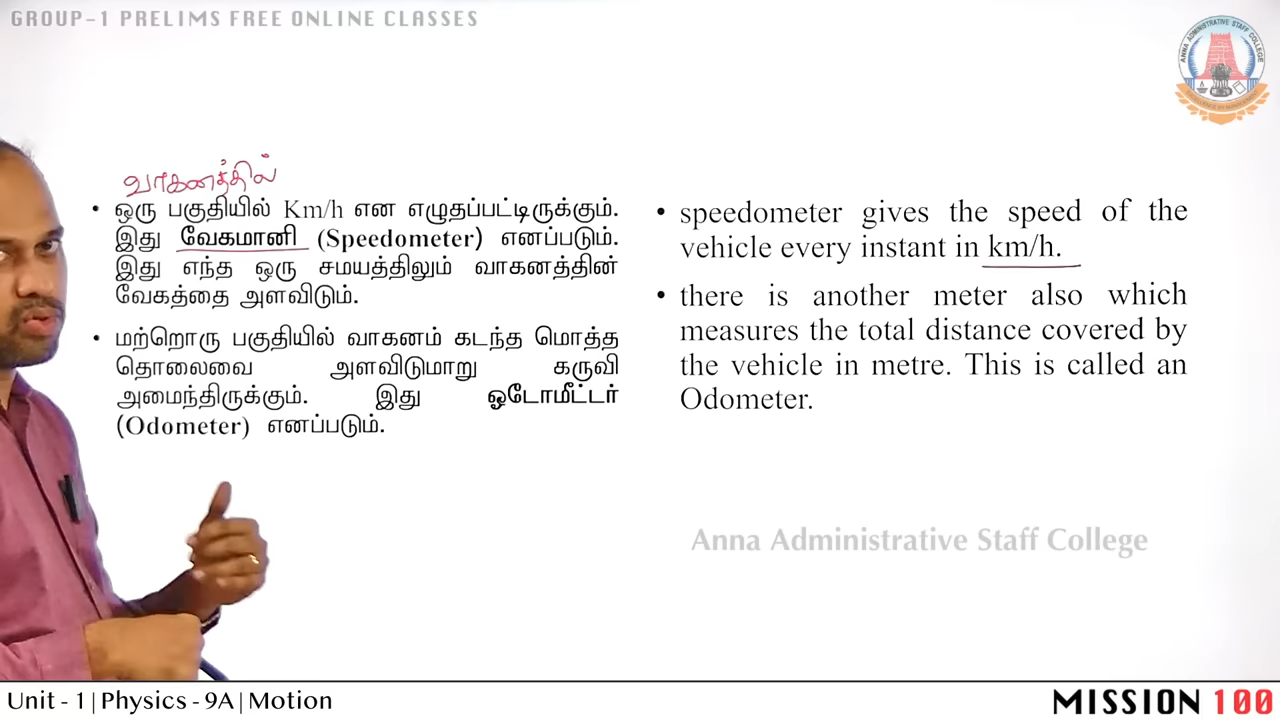 GROUP-1 PRELIMS FREE ONLINE CLASSES
ANNA ADMINISTRATIVE STAFF COLLEGE
வாகனத்தில்
• ஒரு பகுதியில் Km/h என எழுதப்பட்டிருக்கும்.
இது வேகமானி (Speedometer) எனப்படும்.
இது எந்த ஒரு சமயத்திலும் வாகனத்தின்
வேகத்தை அளவிடும்.
• மற்றொரு பகுதியில் வாகனம் கடந்த மொத்த
தொலைவை அளவிடுமாறு கருவி
அமைந்திருக்கும். இது ஓடோமீட்டர்
(Odometer) எனப்படும்.
• speedometer gives the speed of the
vehicle every instant in km/h.
• there is another meter also which
measures the total distance covered by
the vehicle in metre. This is called an
Odometer.
Anna Administrative Staff College
Unit - 1|Physics - 9A|Motion
MISSION 100